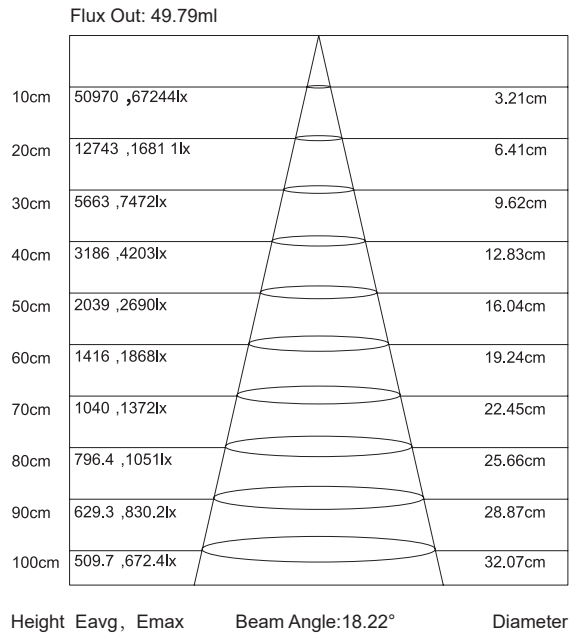 Flux Out: 49.79ml
10cm 50970 ,67244lx 3.21cm
20cm 12743 ,1681 1lx 6.41cm
30cm 5663 ,7472lx 9.62cm
40cm 3186 ,4203lx 12.83cm
50cm 2039 ,2690lx 16.04cm
60cm 1416 ,1868lx 19.24cm
70cm 1040 ,1372lx 22.45cm
80cm 796.4 ,1051lx 25.66cm
90cm 629.3 ,830.2lx 28.87cm
100cm 509.7 ,672.4lx 32.07cm
Height Eavg, Emax Beam Angle:18.22° Diameter